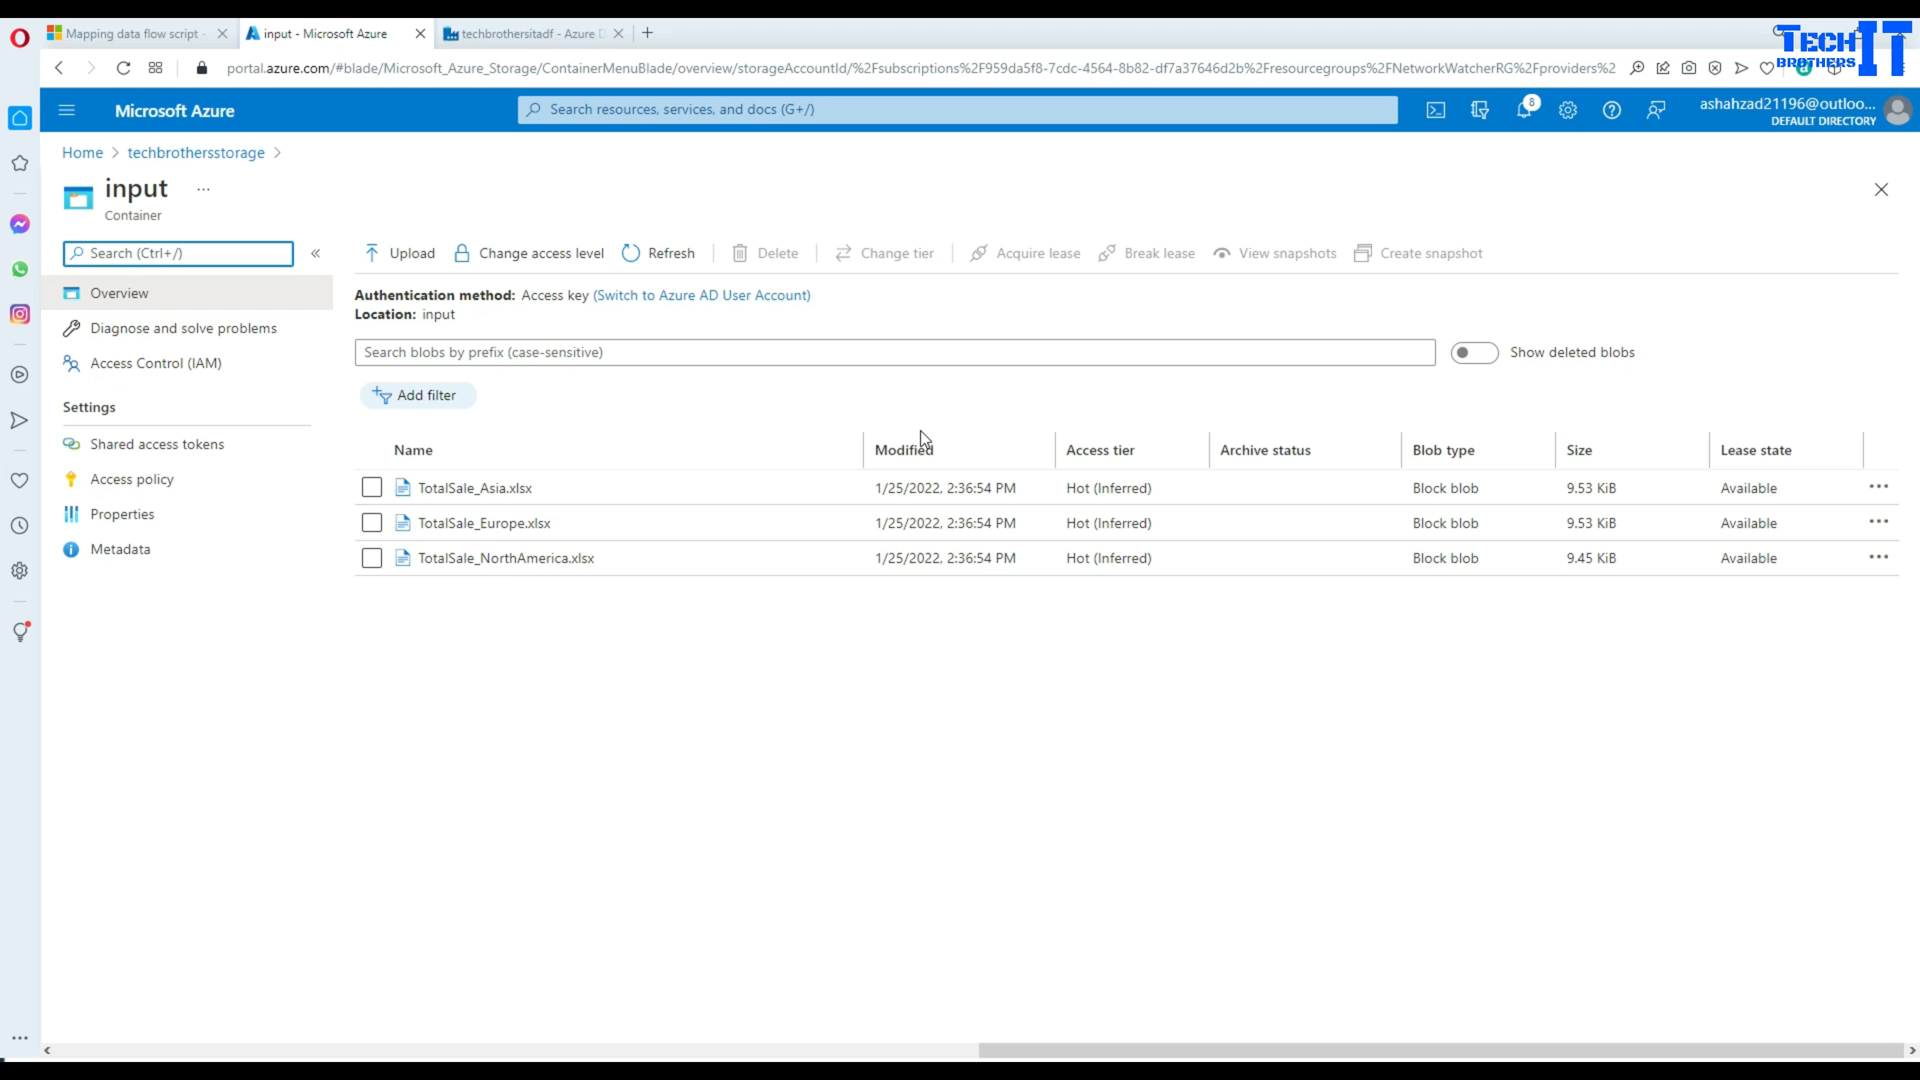 Mapping data flow script -
input - Microsoft Azure
techbrothersitadf - Azure D
TECH IT
BROTHERS
portal.azure.com/#blade/Microsoft_Azure_Storage/ContainerMenuBlade/overview/storageAccountId/%2Fsubscriptions%2F959da5f8-7cdc-4564-8b82-df7a37646d2b%2Fresourcegroups%2FNetworkWatcherRG%2Fproviders%2
Microsoft Azure
Search resources, services, and docs (G+/)
8
ashahzad21196@outloo...
DEFAULT DIRECTORY
Home > techbrothersstorage >
input ...
Container
Search (Ctrl+/)
«
Upload
Change access level
Refresh
Delete
Change tier
Acquire lease
Break lease
View snapshots
Create snapshot
Overview
Diagnose and solve problems
Access Control (IAM)
Settings
Shared access tokens
Access policy
Properties
Metadata
Authentication method: Access key (Switch to Azure AD User Account)
Location: input
Search blobs by prefix (case-sensitive)
Show deleted blobs
Add filter
Name Modified Access tier Archive status Blob type Size Lease state
TotalSale_Asia.xlsx 1/25/2022, 2:36:54 PM Hot (Inferred) Block blob 9.53 KiB Available ...
TotalSale_Europe.xlsx 1/25/2022, 2:36:54 PM Hot (Inferred) Block blob 9.53 KiB Available ...
TotalSale_NorthAmerica.xlsx 1/25/2022, 2:36:54 PM Hot (Inferred) Block blob 9.45 KiB Available ...